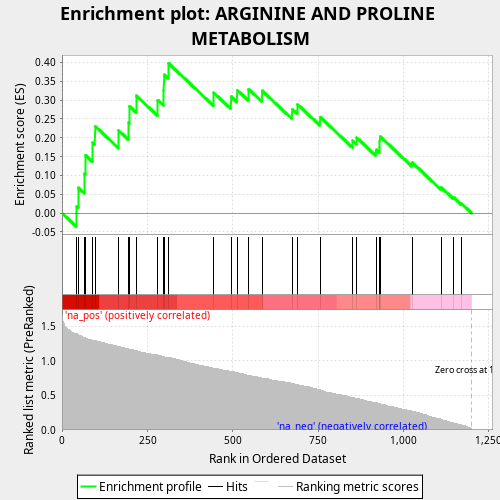 Enrichment plot: ARGININE AND PROLINE
METABOLISM
Enrichment score (ES)
0.40
0.35
0.30
0.25
0.20
0.15
0.10
0.05
0.00
-0.05
'na_pos' (positively correlated)
Ranked list metric (PreRanked)
1.5
1.0
0.5
0.0
Zero cross at 1
'na_neg' (negatively correlated)
0
250
500
750
1,000
1,250
Rank in Ordered Dataset
Enrichment profile
Hits
Ranking metric scores